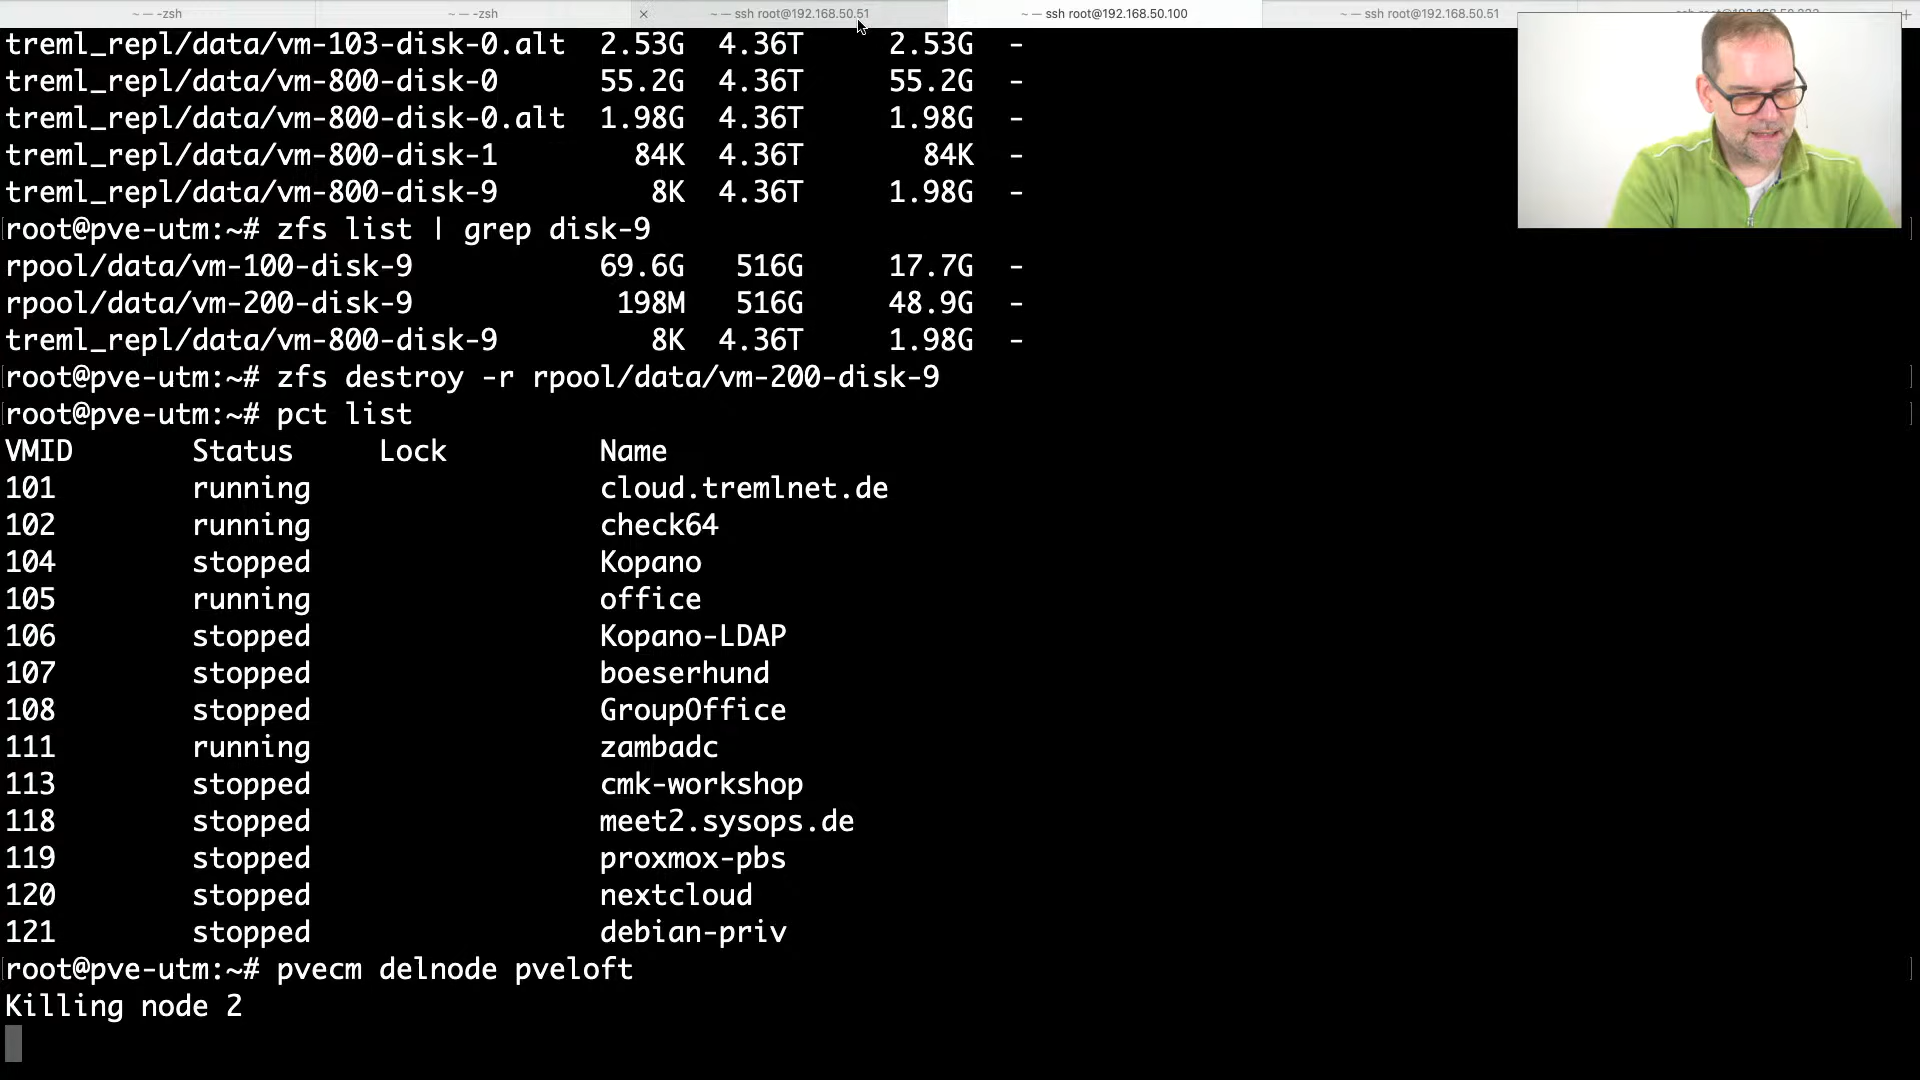 ~ — -zsh
~ — -zsh
~ — ssh root@192.168.50.51
~ — ssh root@192.168.50.100
~ — ssh root@192.168.50.51
treml_repl/data/vm-103-disk-0.alt 2.53G 4.36T 2.53G -
treml_repl/data/vm-800-disk-0 55.2G 4.36T 55.2G -
treml_repl/data/vm-800-disk-0.alt 1.98G 4.36T 1.98G -
treml_repl/data/vm-800-disk-1 84K 4.36T 84K -
treml_repl/data/vm-800-disk-9 8K 4.36T 1.98G -
[root@pve-utm:~# zfs list | grep disk-9 ]
rpool/data/vm-100-disk-9 69.6G 516G 17.7G -
rpool/data/vm-200-disk-9 198M 516G 48.9G -
treml_repl/data/vm-800-disk-9 8K 4.36T 1.98G -
[root@pve-utm:~# zfs destroy -r rpool/data/vm-200-disk-9 ]
[root@pve-utm:~# pct list ]
VMID Status Lock Name
101 running cloud.tremlnet.de
102 running check64
104 stopped Kopano
105 running office
106 stopped Kopano-LDAP
107 stopped boeserhund
108 stopped GroupOffice
111 running zambadc
113 stopped cmk-workshop
118 stopped meet2.sysops.de
119 stopped proxmox-pbs
120 stopped nextcloud
121 stopped debian-priv
[root@pve-utm:~# pvecm delnode pveloft ]
Killing node 2